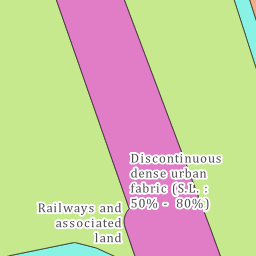 Discontinuous
dense urban
fabric (S.L. :
50% -  80%)
Railways and
associated
land